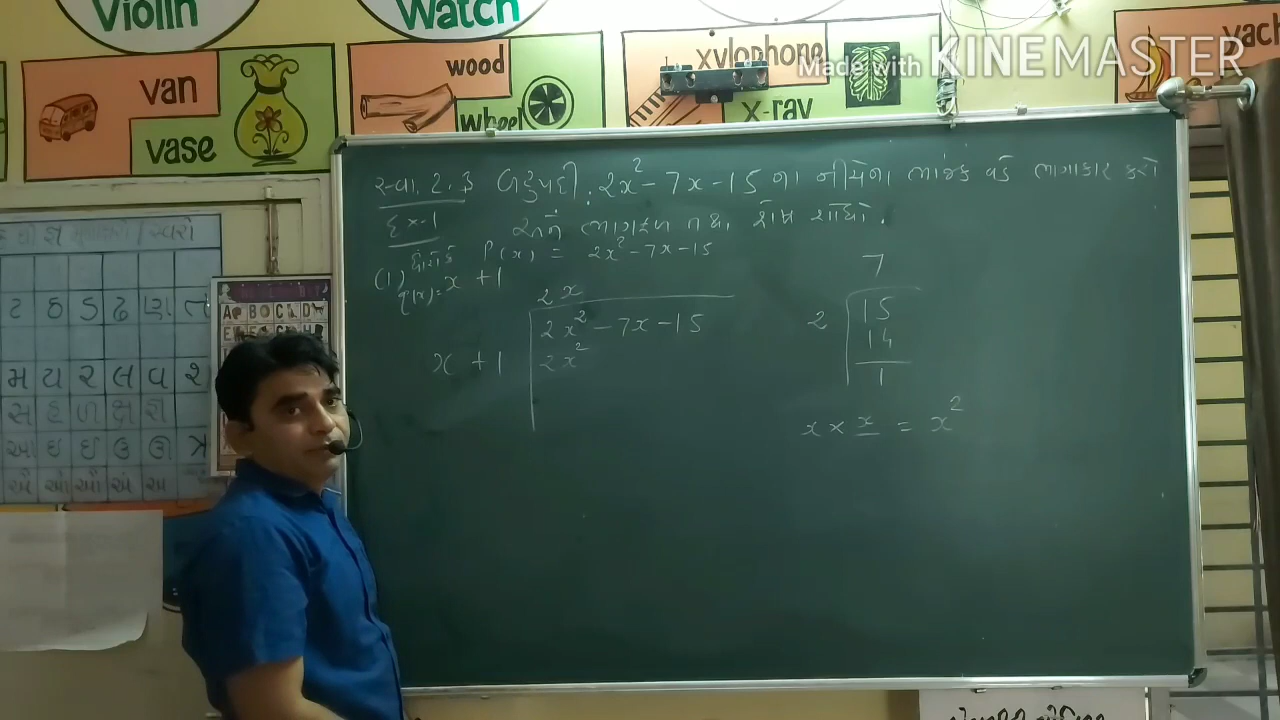 Violin
Watch
van
vase
wood
wheel
xylophone
x-ray
Made with KINEMASTER
સ્વા. 2.3 બહુપદી: 2x² - 7x - 15 ના નીચેના ભાજક વડે ભાગાકાર કરો
અને ભાગફળ તથા શેષ શોધો.
Ex-1
ધારો કે P(x) = 2x² - 7x - 15
(1) q(x) = x + 1
2x
2x² - 7x - 15
x + 1
2x²
7
2
15
14
1
x × x = x²
A B C D
ટ ઠ ડ ઢ ણ ત
મ ય ર લ વ શ
સ હ ળ ક્ષ જ્ઞ